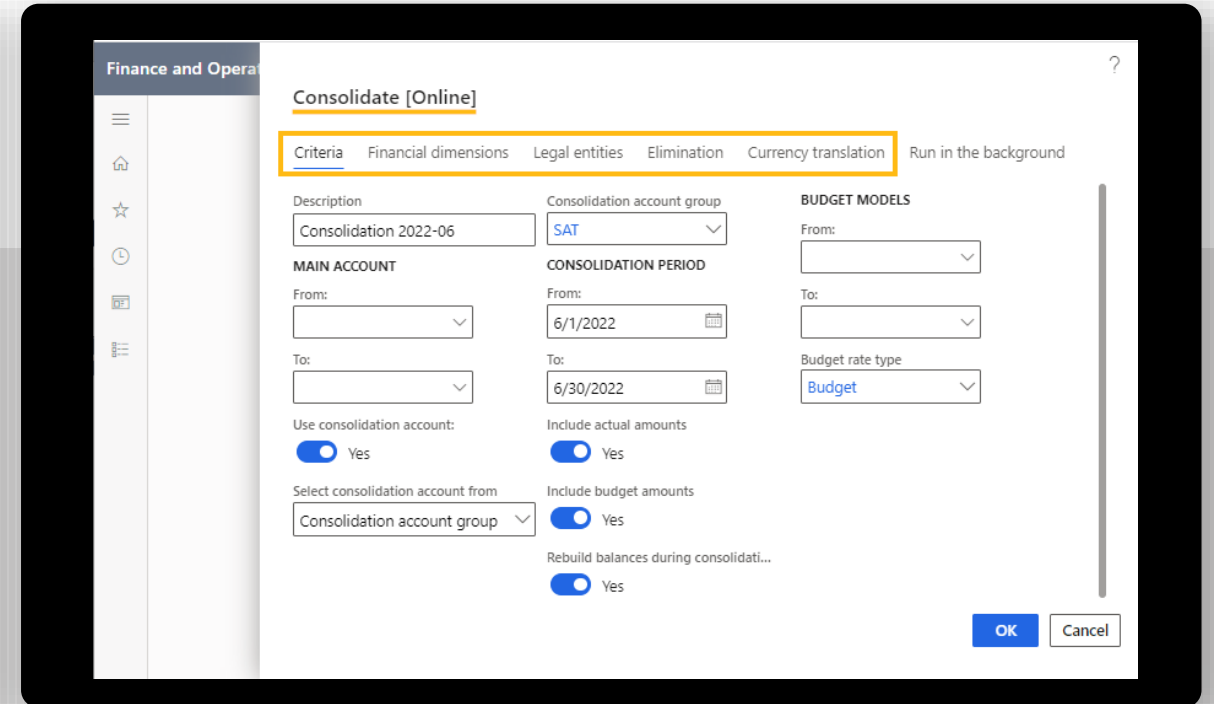 Finance and Operat
?
Consolidate [Online]
Criteria Financial dimensions Legal entities Elimination Currency translation Run in the background
Description
Consolidation 2022-06
MAIN ACCOUNT
From:
To:
Use consolidation account:
Yes
Select consolidation account from
Consolidation account group
Consolidation account group
SAT
CONSOLIDATION PERIOD
From:
6/1/2022
To:
6/30/2022
Include actual amounts
Yes
Include budget amounts
Yes
Rebuild balances during consolidati...
Yes
BUDGET MODELS
From:
To:
Budget rate type
Budget
OK Cancel